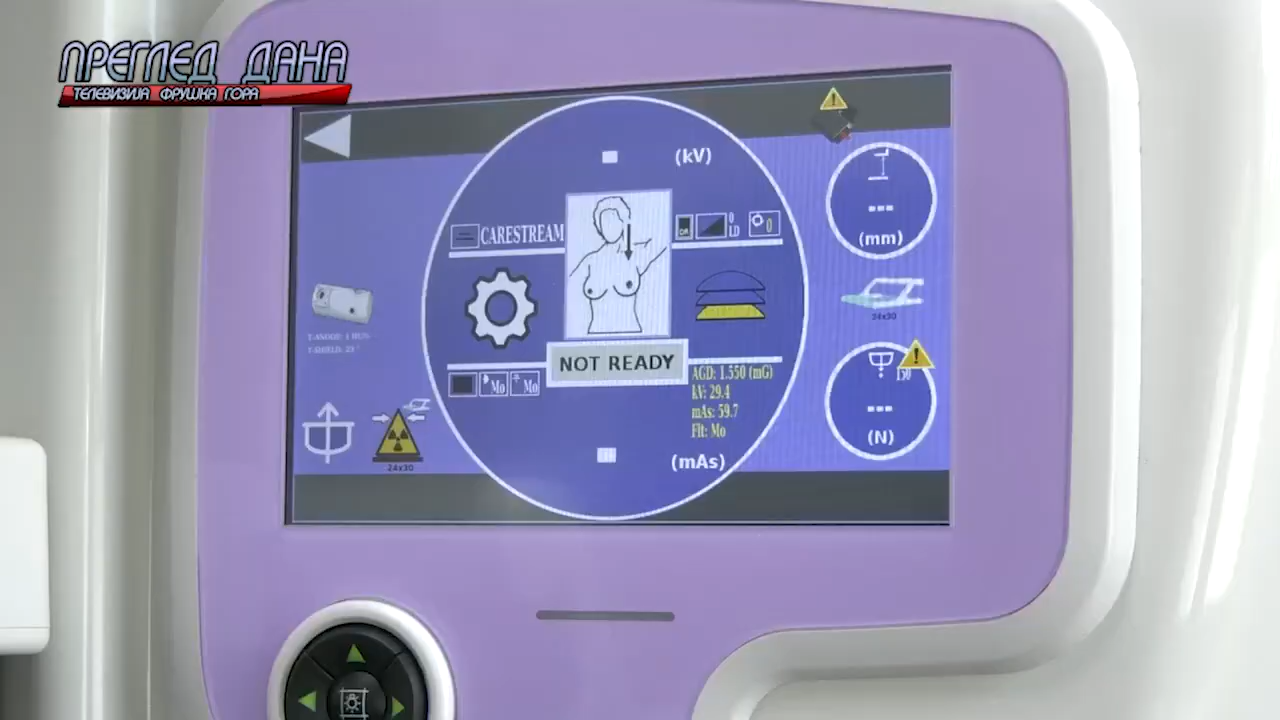 ПРЕГЛЕД ДАНА
ТЕЛЕВИЗИЈА ФРУШКА ГОРА
(kV)
CARESTREAM
DR
0
LD
0
(mm)
24x30
NOT READY
Mo
Mo
AGD: 1.550 (mG)
kV: 29.4
mAs: 59.7
Flt: Mo
(mAs)
(N)
24x30